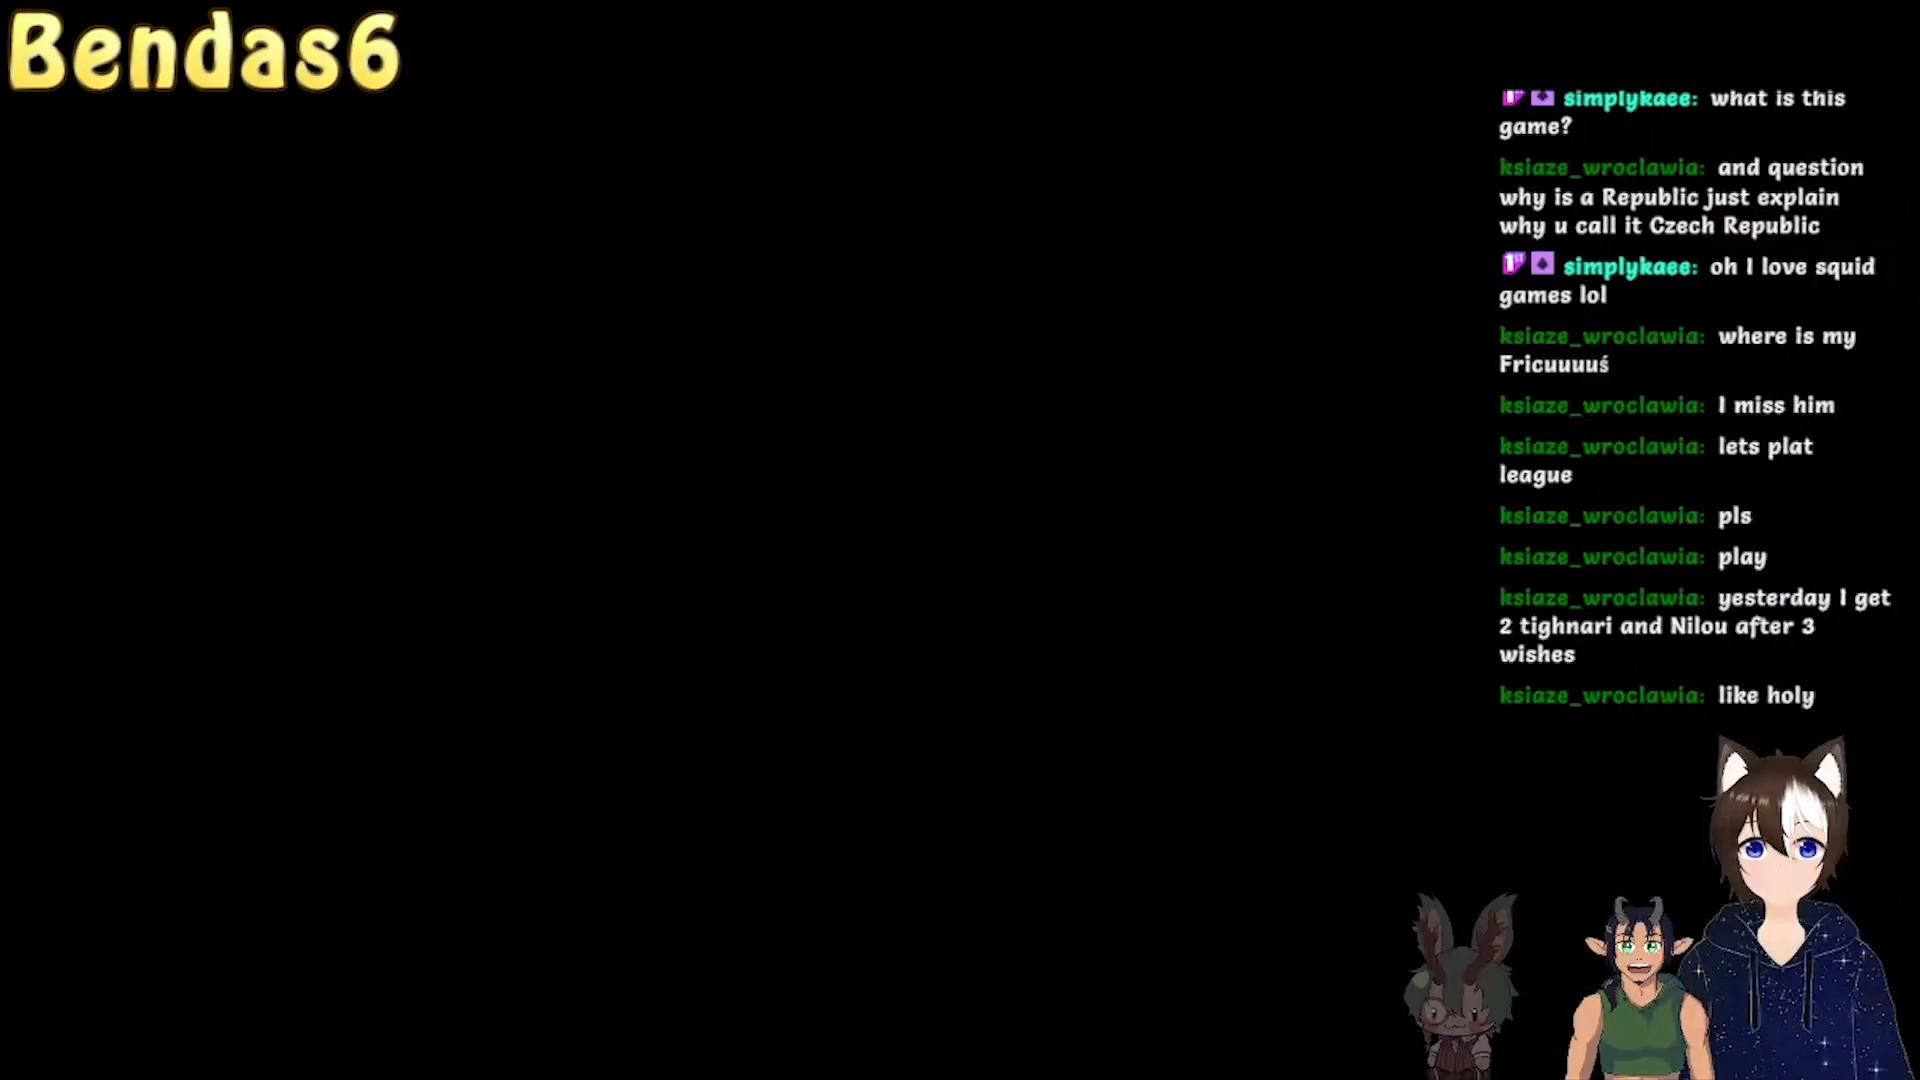 Bendas6
simplykaee: what is this
game?
ksiaze_wroclawia: and question
why is a Republic just explain
why u call it Czech Republic
simplykaee: oh I love squid
games lol
ksiaze_wroclawia: where is my
Fricuuuuś
ksiaze_wroclawia: I miss him
ksiaze_wroclawia: lets plat
league
ksiaze_wroclawia: pls
ksiaze_wroclawia: play
ksiaze_wroclawia: yesterday I get
2 tighnari and Nilou after 3
wishes
ksiaze_wroclawia: like holy